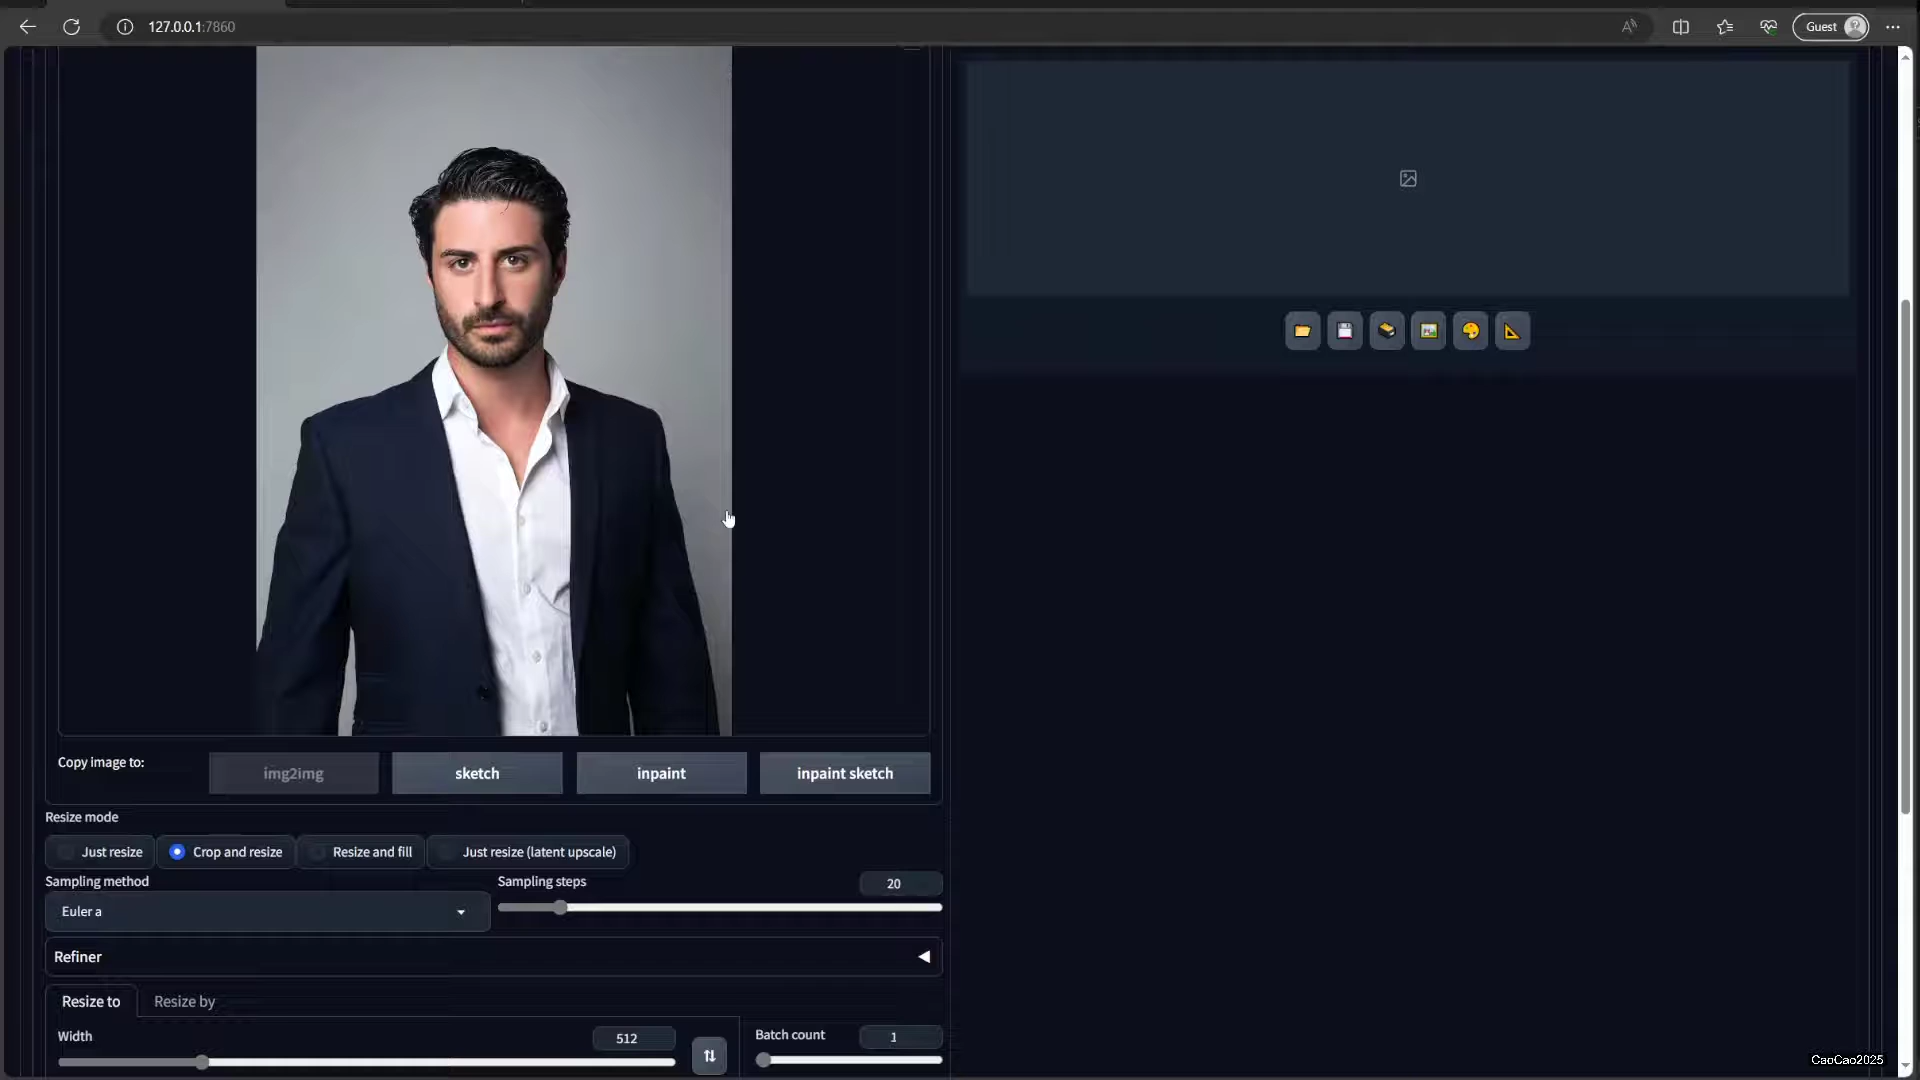 127.0.0.1:7860
Guest
Copy image to:
img2img
sketch
inpaint
inpaint sketch
Resize mode
Just resize
Crop and resize
Resize and fill
Just resize (latent upscale)
Sampling method
Sampling steps
20
Euler a
Refiner
Resize to
Resize by
Width
512
Batch count
1
CaoCao2025